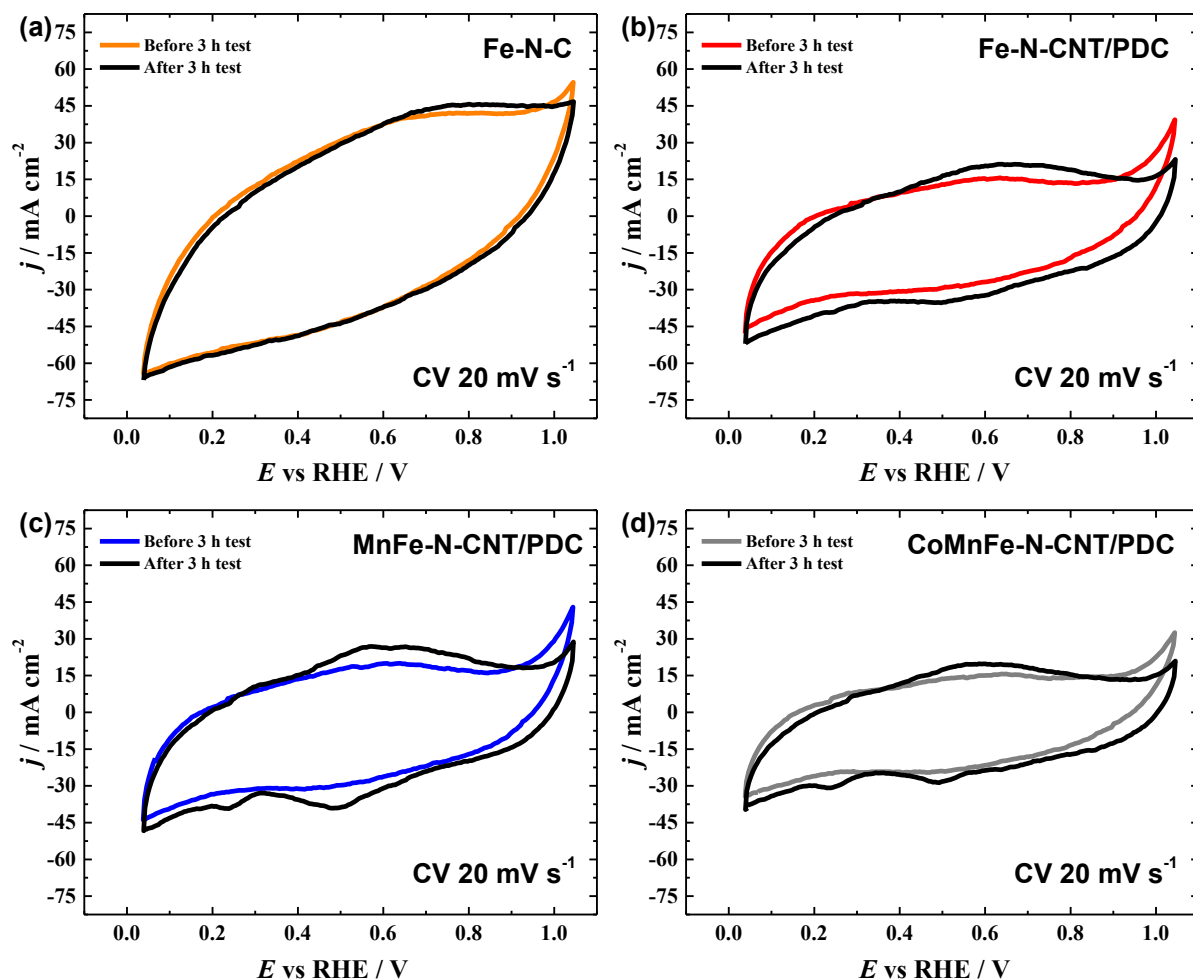 (a)
Before 3 h test
After 3 h test
Fe-N-C
75
60
45
30
15
0
-15
-30
-45
-60
-75
j / mA cm⁻²
CV 20 mV s⁻¹
0.0 0.2 0.4 0.6 0.8 1.0
E vs RHE / V
(b)
Before 3 h test
After 3 h test
Fe-N-CNT/PDC
75
60
45
30
15
0
-15
-30
-45
-60
-75
j / mA cm⁻²
CV 20 mV s⁻¹
0.0 0.2 0.4 0.6 0.8 1.0
E vs RHE / V
(c)
Before 3 h test
After 3 h test
MnFe-N-CNT/PDC
75
60
45
30
15
0
-15
-30
-45
-60
-75
j / mA cm⁻²
CV 20 mV s⁻¹
0.0 0.2 0.4 0.6 0.8 1.0
E vs RHE / V
(d)
Before 3 h test
After 3 h test
CoMnFe-N-CNT/PDC
75
60
45
30
15
0
-15
-30
-45
-60
-75
j / mA cm⁻²
CV 20 mV s⁻¹
0.0 0.2 0.4 0.6 0.8 1.0
E vs RHE / V